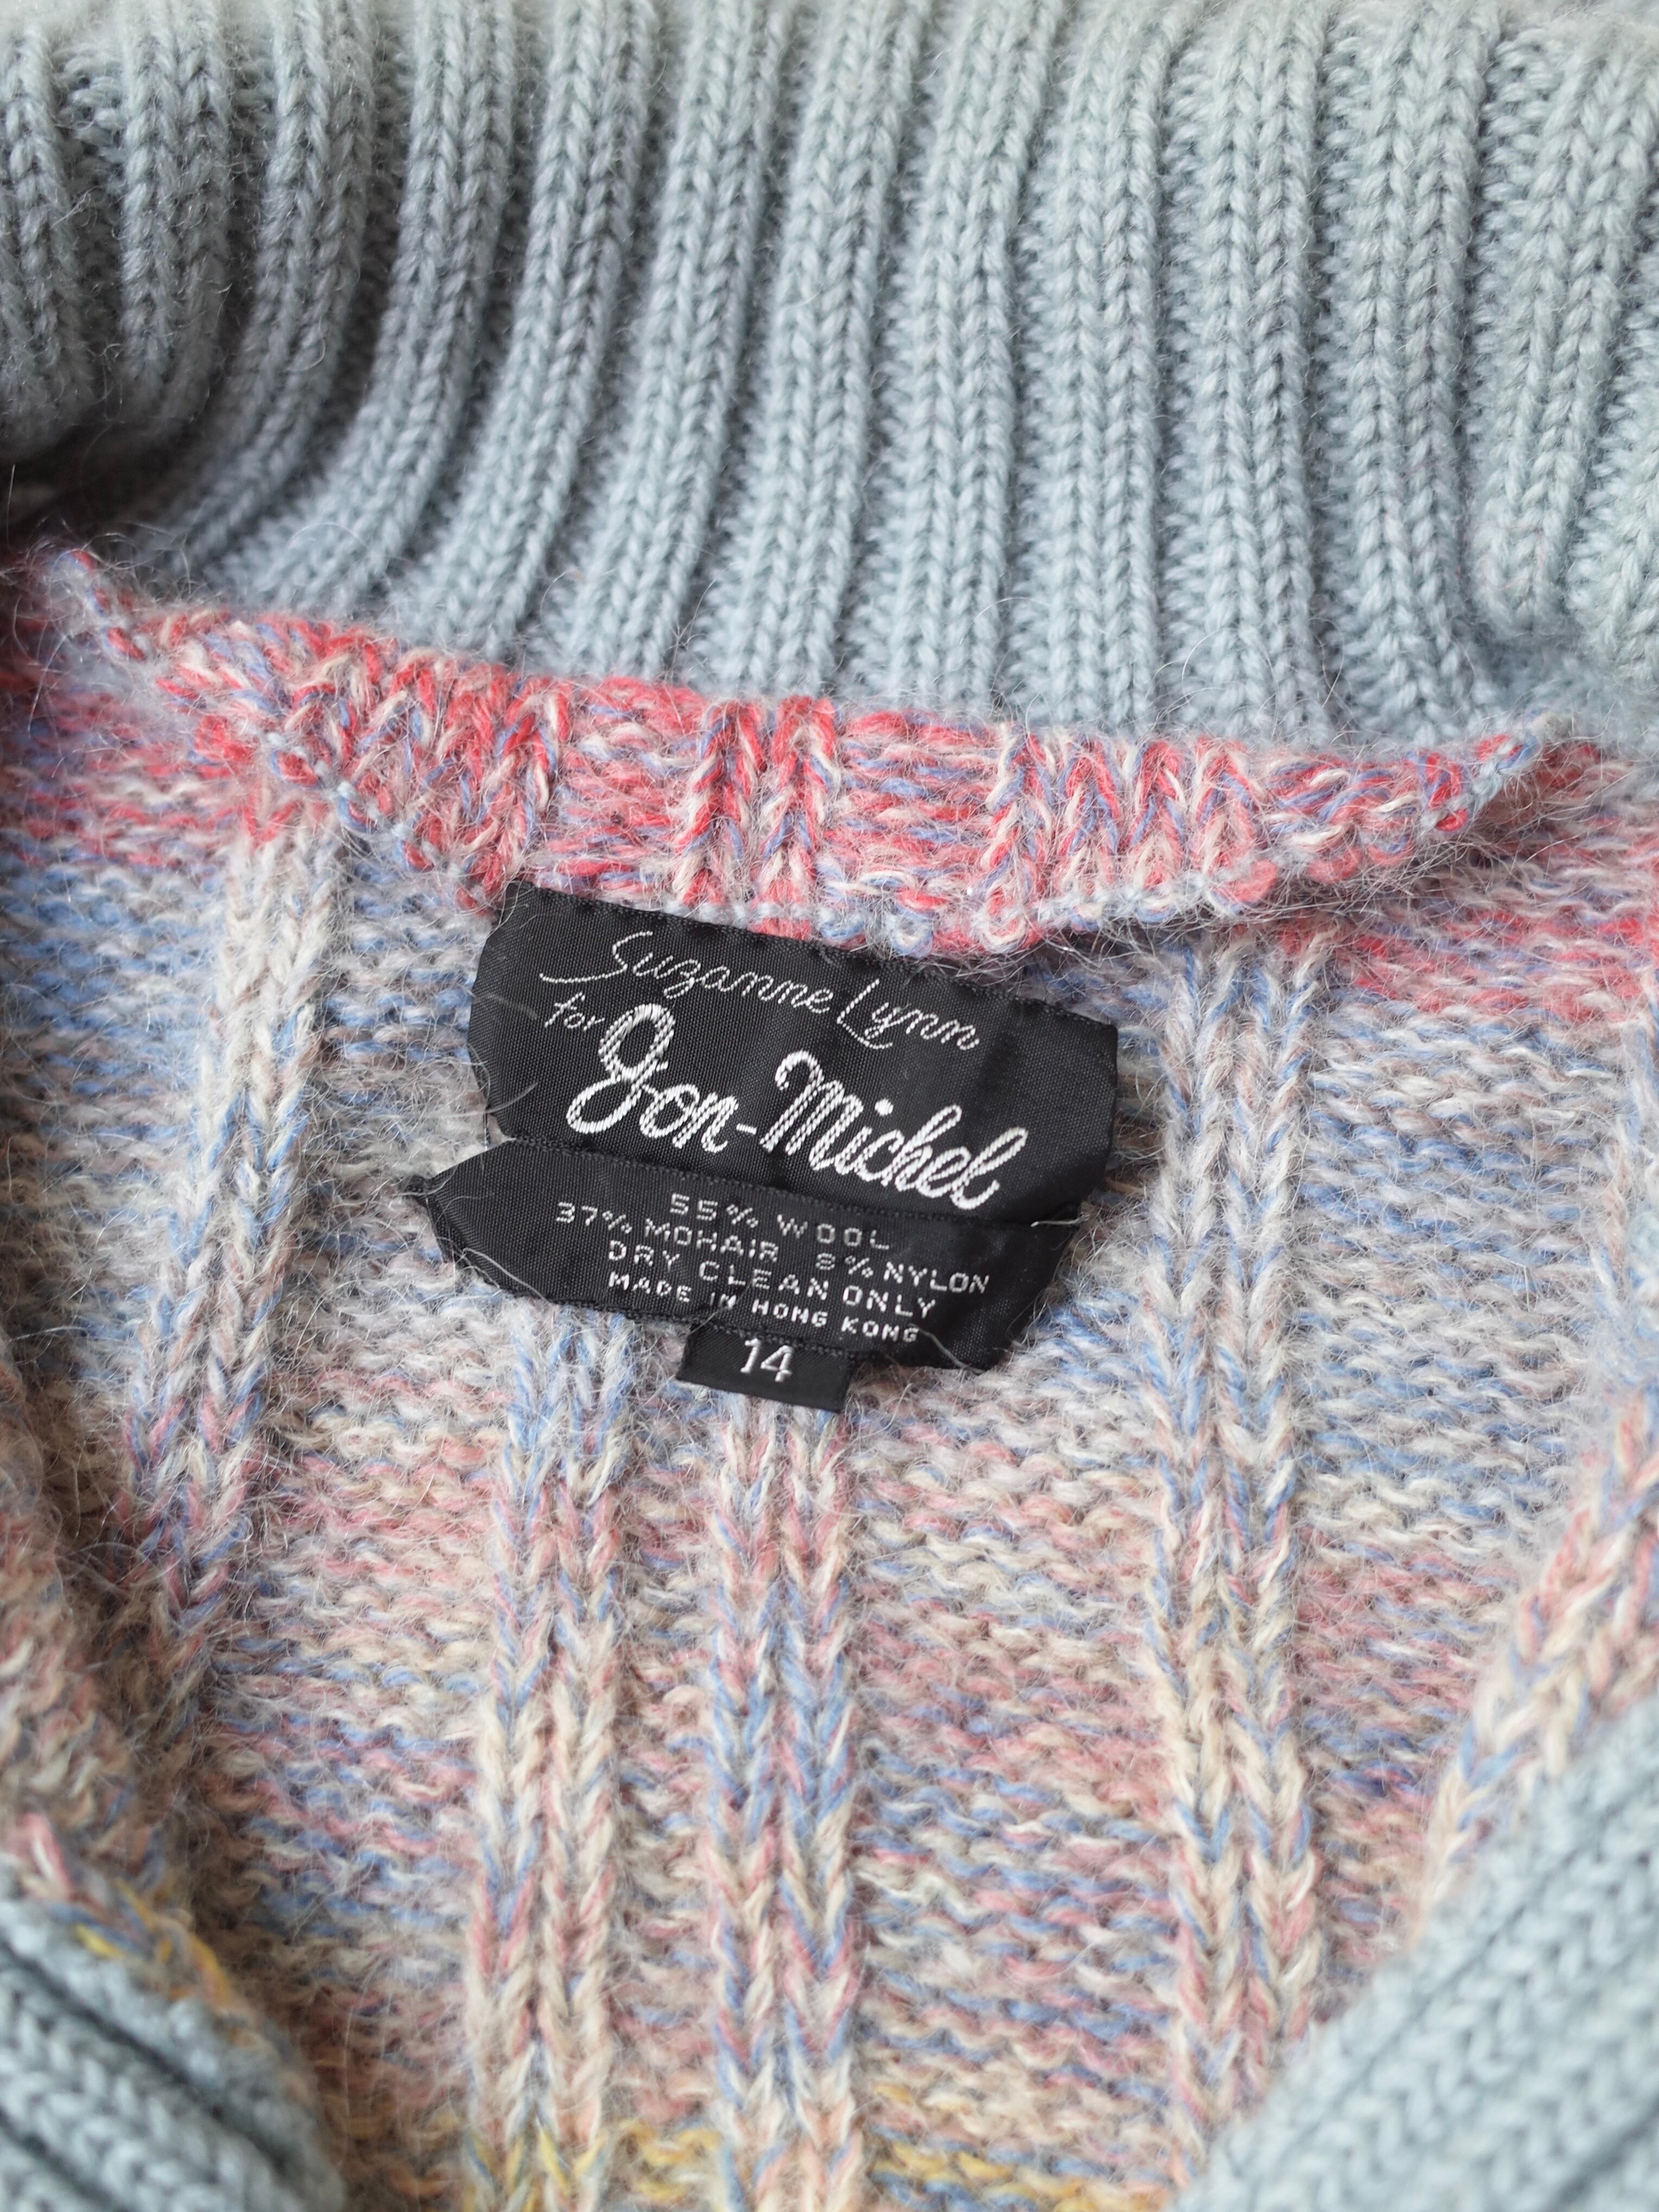 Suzanne Lynn
for
Jon-Michel
55% WOOL
37% MOHAIR 8% NYLON
DRY CLEAN ONLY
MADE IN HONG KONG
14